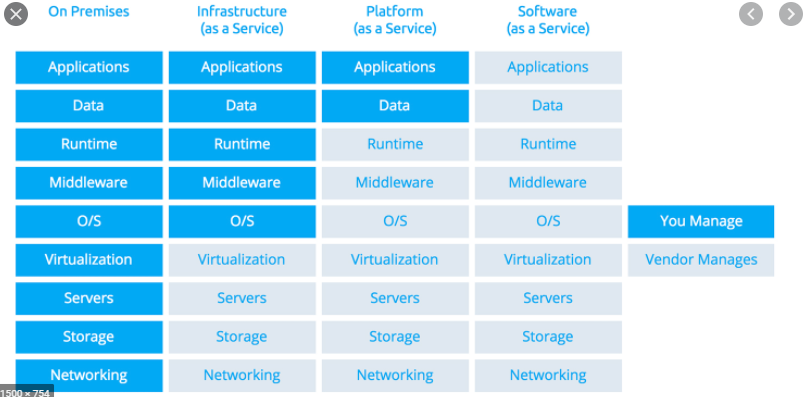 On Premises
Infrastructure
(as a Service)
Platform
(as a Service)
Software
(as a Service)
Applications Applications Applications Applications
Data Data Data Data
Runtime Runtime Runtime Runtime
Middleware Middleware Middleware Middleware
O/S O/S O/S O/S You Manage
Virtualization Virtualization Virtualization Virtualization Vendor Manages
Servers Servers Servers Servers
Storage Storage Storage Storage
Networking Networking Networking Networking
1500 × 754